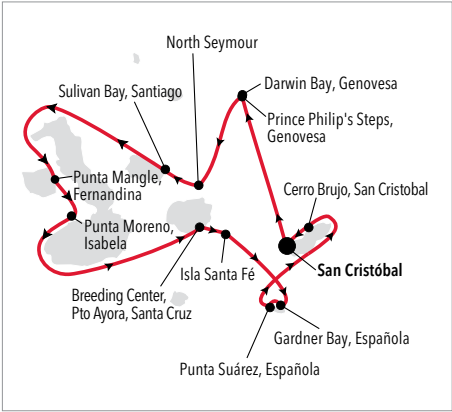 North Seymour
Sulivan Bay, Santiago
Darwin Bay, Genovesa
Prince Philip's Steps,
Genovesa
Punta Mangle,
Fernandina
Cerro Brujo, San Cristobal
Punta Moreno,
Isabela
Isla Santa Fé
San Cristóbal
Breeding Center,
Pto Ayora, Santa Cruz
Gardner Bay, Española
Punta Suárez, Española